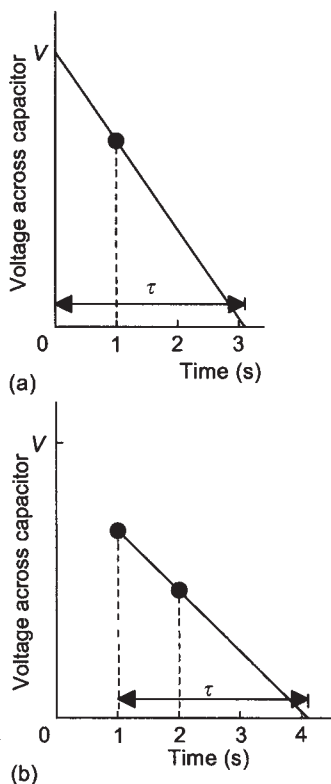 V
Voltage across capacitor
τ
0 1 2 3
Time (s)
(a)
V
Voltage across capacitor
τ
0 1 2 3 4
Time (s)
(b)